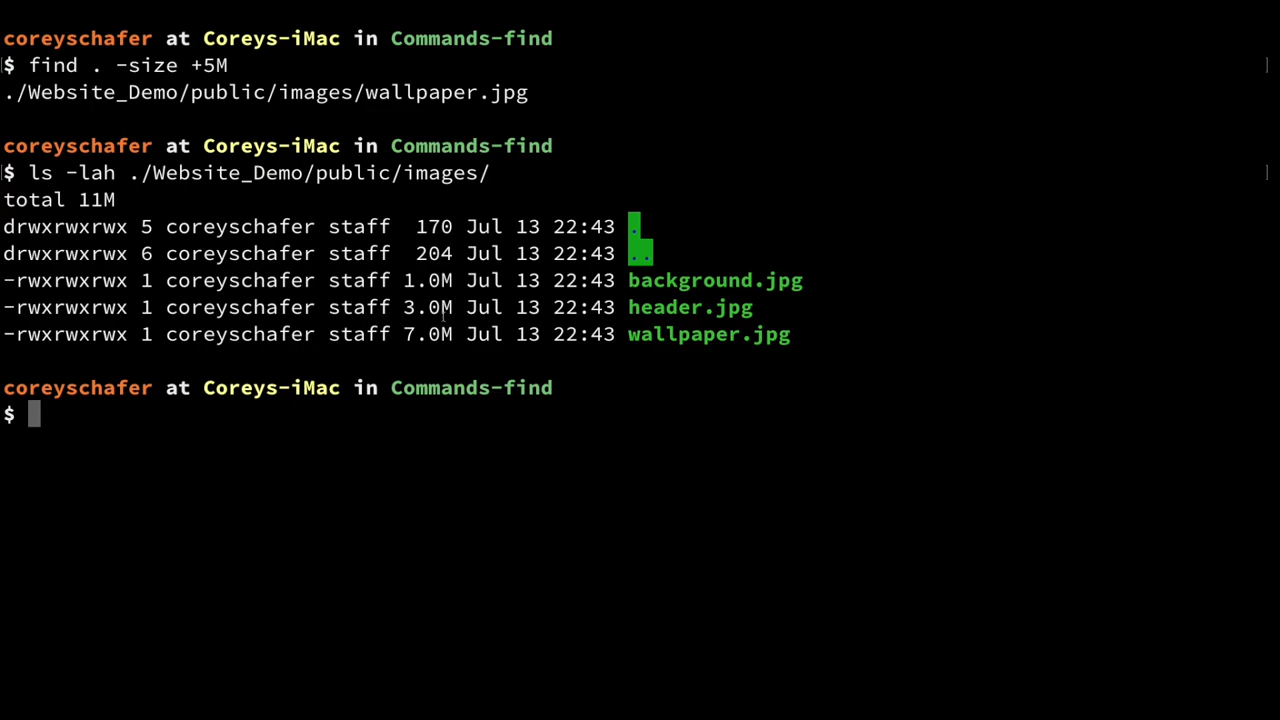 coreyschafer at Coreys-iMac in Commands-find
$ find . -size +5M
./Website_Demo/public/images/wallpaper.jpg
coreyschafer at Coreys-iMac in Commands-find
$ ls -lah ./Website_Demo/public/images/
total 11M
drwxrwxrwx 5 coreyschafer staff  170 Jul 13 22:43 .
drwxrwxrwx 6 coreyschafer staff  204 Jul 13 22:43 ..
-rwxrwxrwx 1 coreyschafer staff 1.0M Jul 13 22:43 background.jpg
-rwxrwxrwx 1 coreyschafer staff 3.0M Jul 13 22:43 header.jpg
-rwxrwxrwx 1 coreyschafer staff 7.0M Jul 13 22:43 wallpaper.jpg
coreyschafer at Coreys-iMac in Commands-find
$